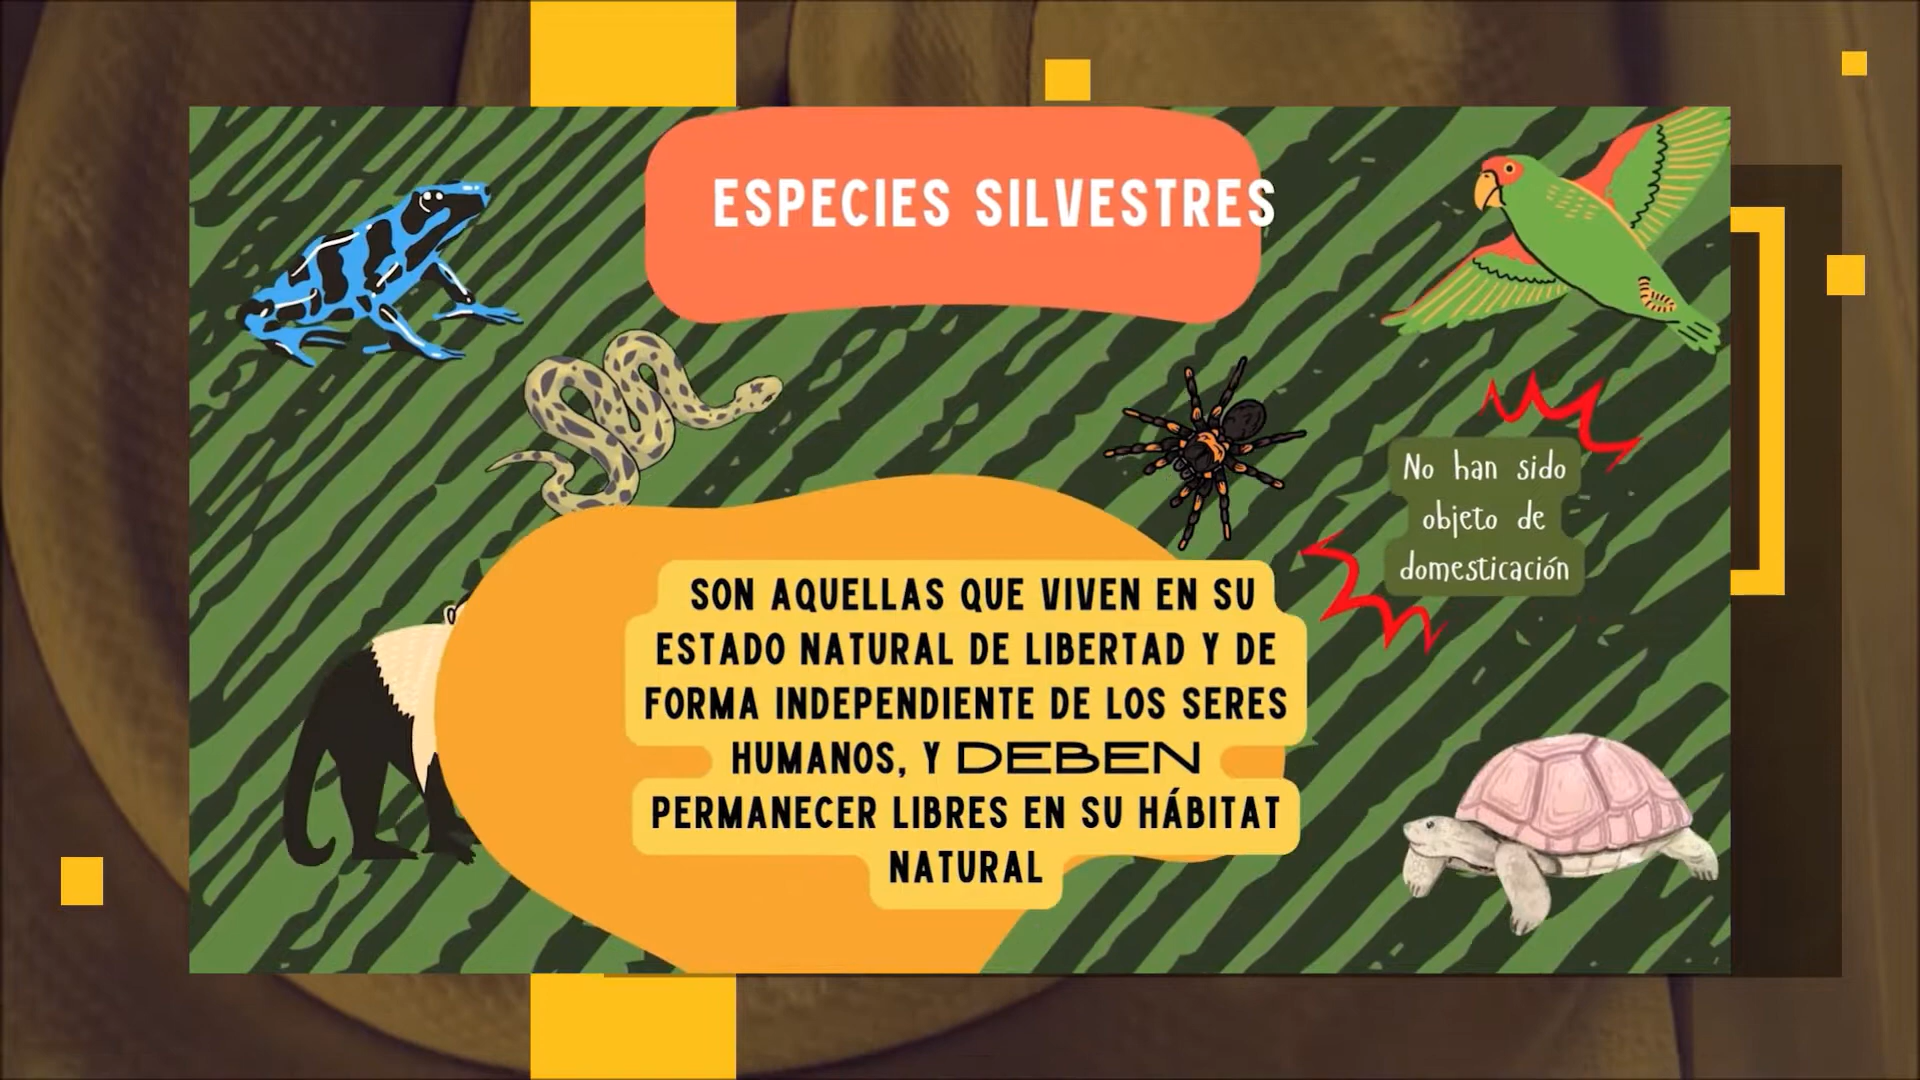 ESPECIES SILVESTRES
No han sido
objeto de
domesticación
SON AQUELLAS QUE VIVEN EN SU
ESTADO NATURAL DE LIBERTAD Y DE
FORMA INDEPENDIENTE DE LOS SERES
HUMANOS, Y DEBEN
PERMANECER LIBRES EN SU HÁBITAT
NATURAL